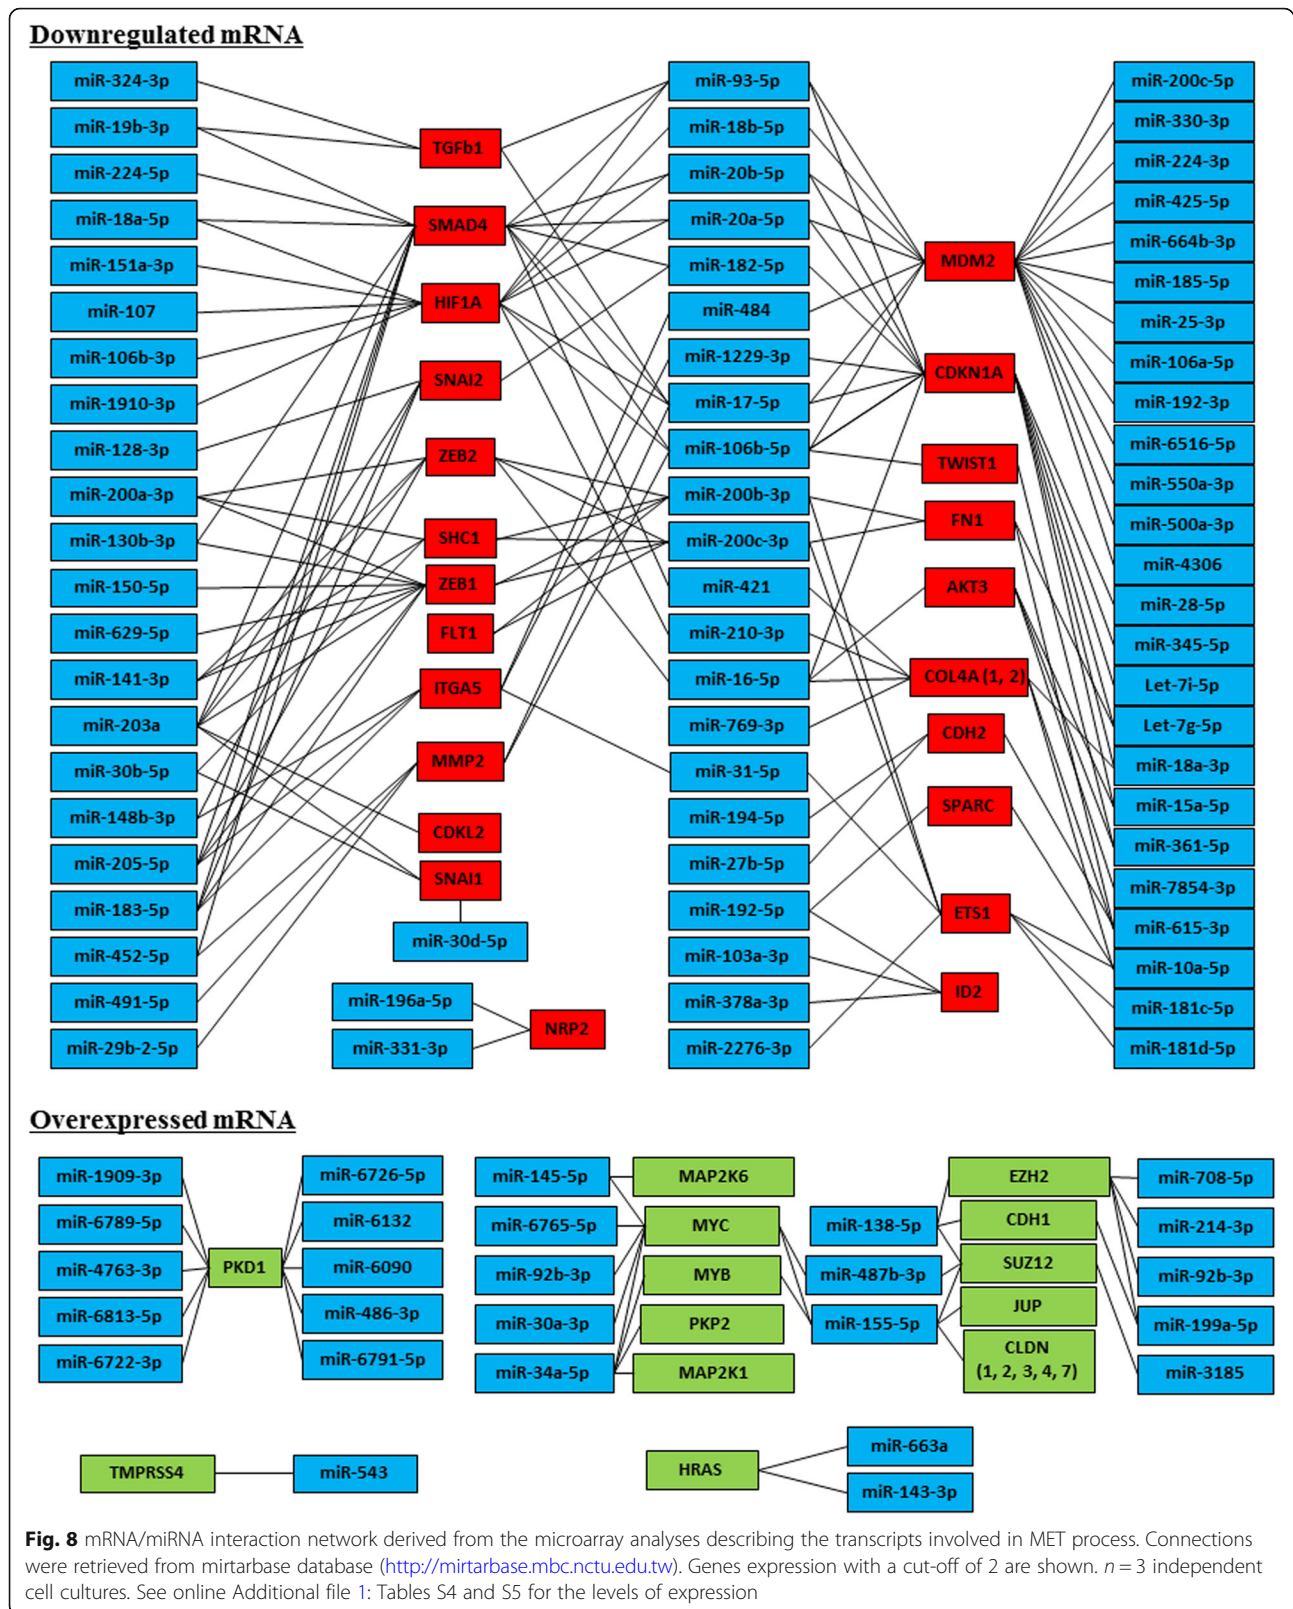 Downregulated mRNA
miR-324-3p
miR-19b-3p
miR-224-5p
miR-18a-5p
miR-151a-3p
miR-107
miR-106b-3p
miR-1910-3p
miR-128-3p
miR-200a-3p
miR-130b-3p
miR-150-5p
miR-629-5p
miR-141-3p
miR-203a
miR-30b-5p
miR-148b-3p
miR-205-5p
miR-183-5p
miR-452-5p
miR-491-5p
miR-29b-2-5p
TGFb1
SMAD4
HIF1A
SNAI2
ZEB2
SHC1
ZEB1
FLT1
ITGA5
MMP2
CDKL2
SNAI1
miR-30d-5p
miR-196a-5p
miR-331-3p
NRP2
miR-93-5p
miR-18b-5p
miR-20b-5p
miR-20a-5p
miR-182-5p
miR-484
miR-1229-3p
miR-17-5p
miR-106b-5p
miR-200b-3p
miR-200c-3p
miR-421
miR-210-3p
miR-16-5p
miR-769-3p
miR-31-5p
miR-194-5p
miR-27b-5p
miR-192-5p
miR-103a-3p
miR-378a-3p
miR-2276-3p
MDM2
CDKN1A
TWIST1
FN1
AKT3
COL4A (1, 2)
CDH2
SPARC
ETS1
ID2
miR-200c-5p
miR-330-3p
miR-224-3p
miR-425-5p
miR-664b-3p
miR-185-5p
miR-25-3p
miR-106a-5p
miR-192-3p
miR-6516-5p
miR-550a-3p
miR-500a-3p
miR-4306
miR-28-5p
miR-345-5p
Let-7i-5p
Let-7g-5p
miR-18a-3p
miR-15a-5p
miR-361-5p
miR-7854-3p
miR-615-3p
miR-10a-5p
miR-181c-5p
miR-181d-5p
Overexpressed mRNA
miR-1909-3p
miR-6789-5p
miR-4763-3p
miR-6813-5p
miR-6722-3p
PKD1
miR-6726-5p
miR-6132
miR-6090
miR-486-3p
miR-6791-5p
miR-145-5p
miR-6765-5p
miR-92b-3p
miR-30a-3p
miR-34a-5p
MAP2K6
MYC
MYB
PKP2
MAP2K1
miR-138-5p
miR-487b-3p
miR-155-5p
EZH2
CDH1
SUZ12
JUP
CLDN
(1, 2, 3, 4, 7)
miR-708-5p
miR-214-3p
miR-92b-3p
miR-199a-5p
miR-3185
TMPRSS4
miR-543
HRAS
miR-663a
miR-143-3p
Fig. 8 mRNA/miRNA interaction network derived from the microarray analyses describing the transcripts involved in MET process. Connections
were retrieved from mirtarbase database (http://mirtarbase.mbc.nctu.edu.tw). Genes expression with a cut-off of 2 are shown. n = 3 independent
cell cultures. See online Additional file 1: Tables S4 and S5 for the levels of expression